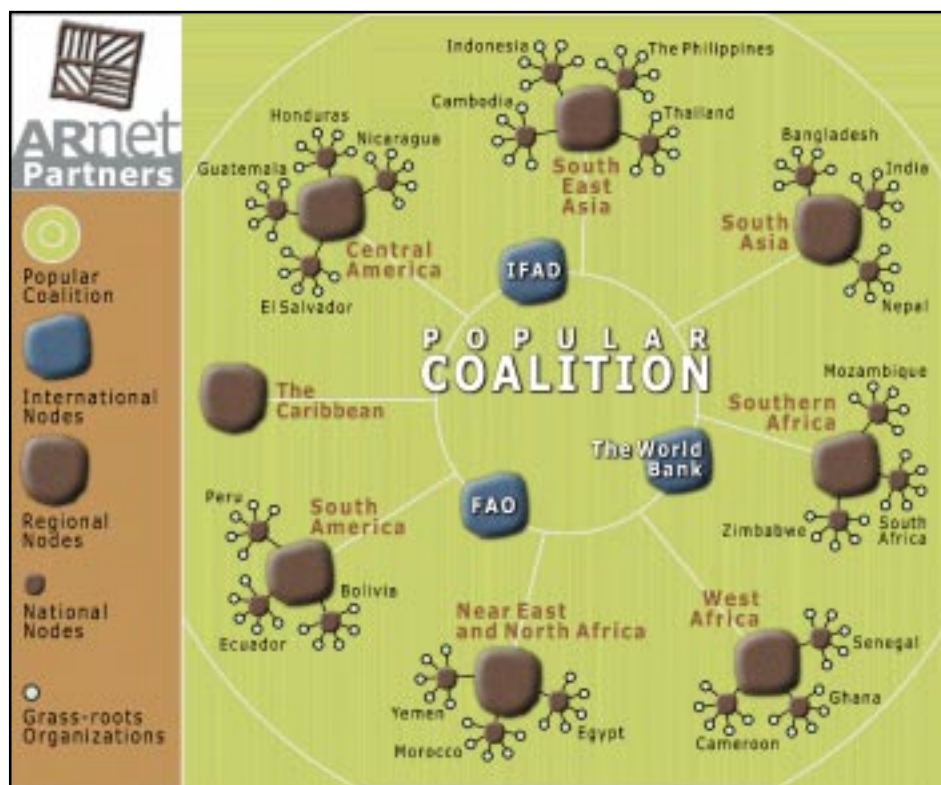 ARnet
Partners
Popular
Coalition
International
Nodes
Regional
Nodes
National
Nodes
Grass-roots
Organizations
Indonesia
The Philippines
Cambodia
Thailand
South
East
Asia
Honduras
Nicaragua
Guatemala
Central
America
El Salvador
Bangladesh
India
South
Asia
Nepal
IFAD
POPULAR
COALITION
The
Caribbean
Mozambique
Southern
Africa
The World
Bank
Zimbabwe
South
Africa
FAO
Peru
South
America
Bolivia
Ecuador
Near East
and North Africa
Yemen
Morocco
Egypt
West
Africa
Senegal
Ghana
Cameroon